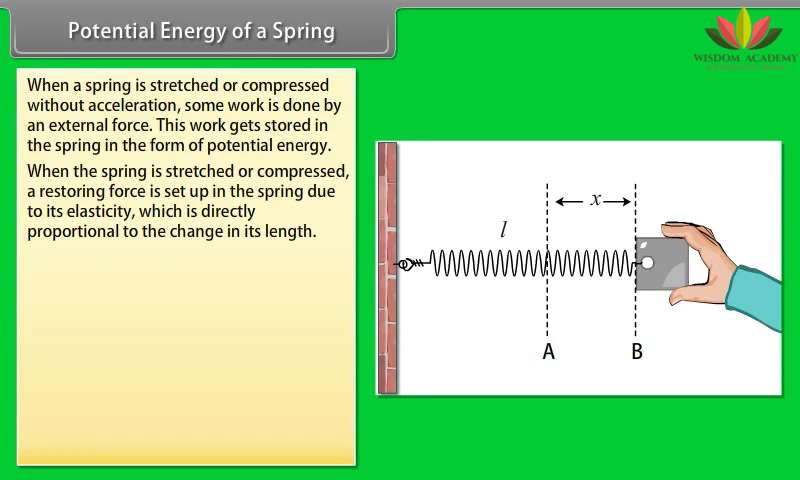 Potential Energy of a Spring
WISDOM ACADEMY
When a spring is stretched or compressed
without acceleration, some work is done by
an external force. This work gets stored in
the spring in the form of potential energy.
When the spring is stretched or compressed,
a restoring force is set up in the spring due
to its elasticity, which is directly
proportional to the change in its length.
x
l
A
B